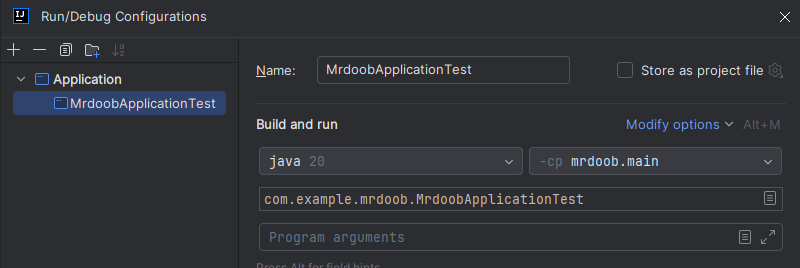 IJ Run/Debug Configurations
Application
MrdoobApplicationTest
Name: MrdoobApplicationTest Store as project file
Build and run Modify options Alt+M
java 20 -cp mrdoob.main
com.example.mrdoob.MrdoobApplicationTest
Program arguments
Press Alt for field hints